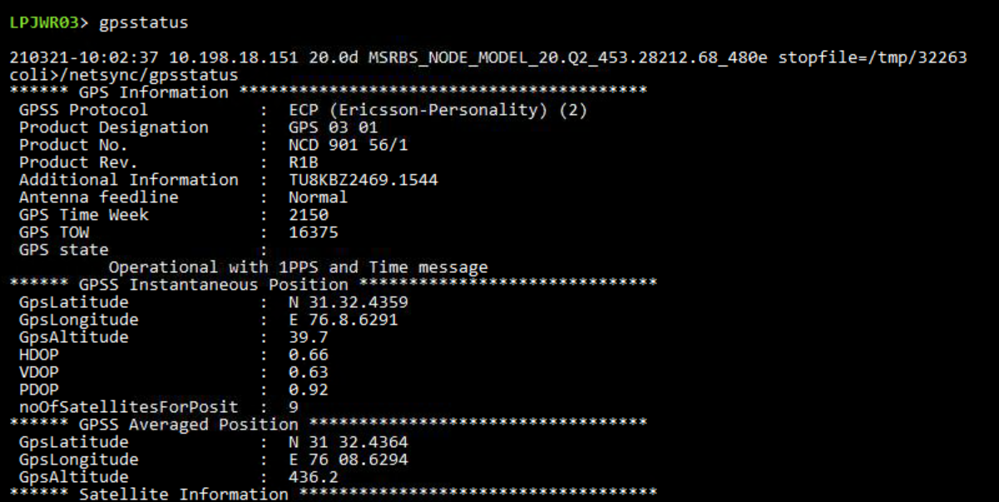 LPJWR03> gpsstatus
210321-10:02:37 10.198.18.151 20.0d MSRBS_NODE_MODEL_20.Q2_453.28212.68_480e stopfile=/tmp/32263
coli>/netsync/gpsstatus
****** GPS Information *****************************************
GPSS Protocol : ECP (Ericsson-Personality) (2)
Product Designation : GPS 03 01
Product No. : NCD 901 56/1
Product Rev. : R1B
Additional Information : TU8KBZ2469.1544
Antenna feedline : Normal
GPS Time Week : 2150
GPS TOW : 16375
GPS state :
Operational with 1PPS and Time message
****** GPSS Instantaneous Position ******************************
GpsLatitude : N 31.32.4359
GpsLongitude : E 76.8.6291
GpsAltitude : 39.7
HDOP : 0.66
VDOP : 0.63
PDOP : 0.92
noOfSatellitesForPosit : 9
****** GPSS Averaged Position **********************************
GpsLatitude : N 31 32.4364
GpsLongitude : E 76 08.6294
GpsAltitude : 436.2
****** Satellite Information ************************************